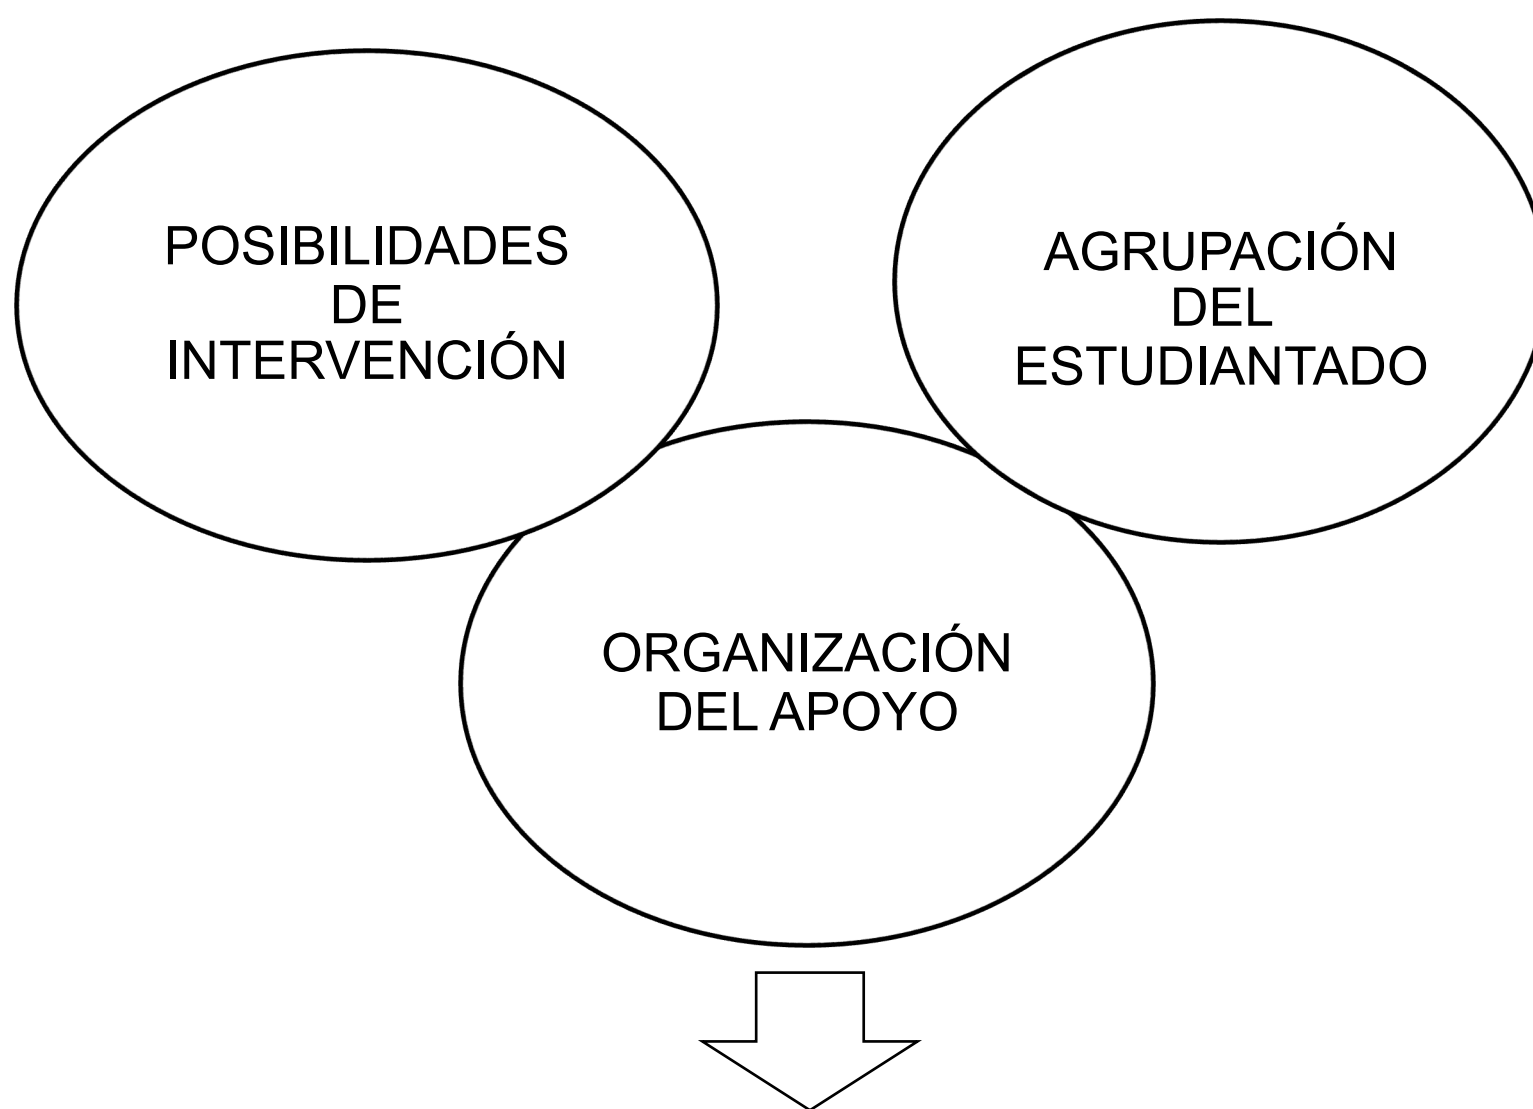 POSIBILIDADES
DE
INTERVENCIÓN
AGRUPACIÓN
DEL
ESTUDIANTADO
ORGANIZACIÓN
DEL APOYO